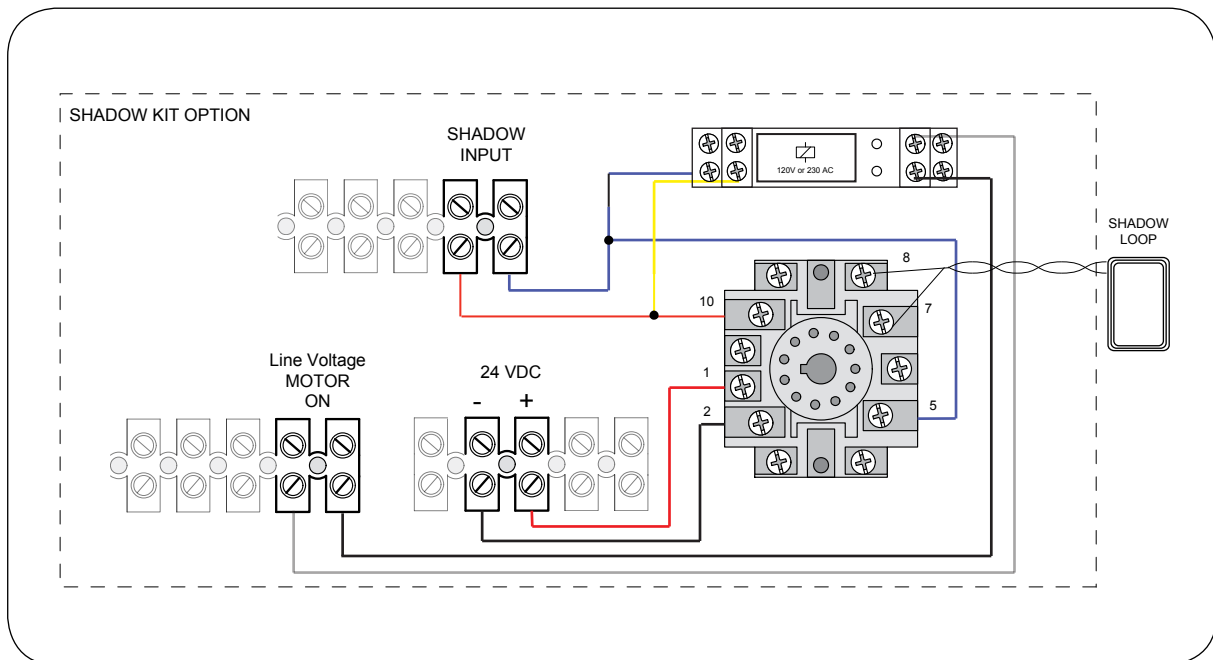 SHADOW KIT OPTION
SHADOW
INPUT
120V or 230 AC
SHADOW
LOOP
8
10
7
Line Voltage
MOTOR
ON
24 VDC
- +
1
2
5